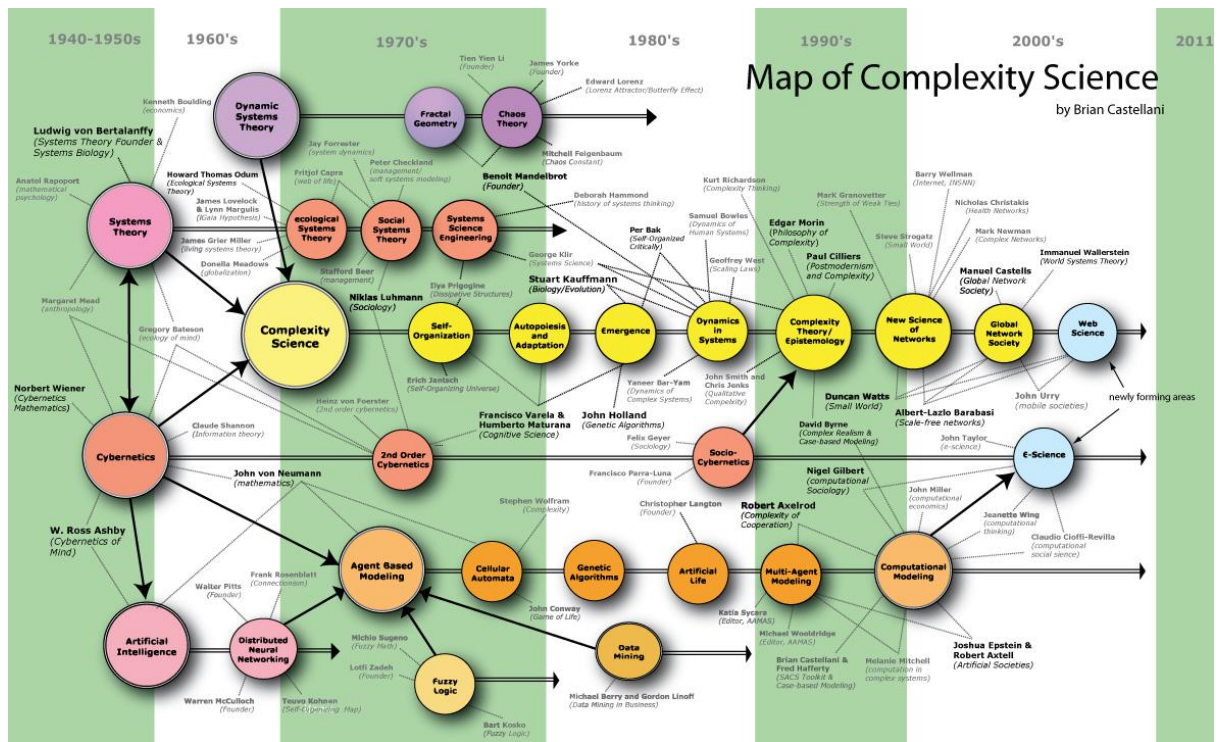 1940-1950s
1960's
1970's
1980's
1990's
2000's
2011
Map of Complexity Science
by Brian Castellani
Tien Yien Li
(Founder)
James Yorke
(Founder)
Edward Lorenz
(Lorenz Attractor/Butterfly Effect)
Kenneth Boulding
(economics)
Dynamic
Systems
Theory
Fractal
Geometry
Chaos
Theory
Ludwig von Bertalanffy
(Systems Theory Founder &
Systems Biology)
Jay Forrester
(system dynamics)
Mitchell Feigenbaum
(Chaos Constant)
Peter Checkland
(management/
soft systems modeling)
Anatol Rapoport
(mathematical
psychology)
Howard Thomas Odum
(Ecological Systems
Theory)
Fritjof Capra
(web of life)
Benoit Mandelbrot
(Founder)
Kurt Richardson
(Complexity Thinking)
Barry Wellman
(Internet, INSNN)
Deborah Hammond
(history of systems thinking)
MarK Granovetter
(Strength of Weak Ties)
Nicholas Christakis
(Health Networks)
James Lovelock
& Lynn Margulis
(IGaia Hypothesis)
Systems
Theory
ecological
Systems
Theory
Social
Systems
Theory
Systems
Science
Engineering
Samuel Bowles
(Dynamics of
Human Systems)
Edgar Morin
(Philosophy of
Complexity)
Mark Newman
(Complex Networks)
James Grier Miller
(living systems theory)
Per Bak
(Self-Organized
Critically)
Steve Strogatz
(Small World)
Donella Meadows
(globalization)
George Klir
(Systems Science)
Geoffrey West
(Scaling Laws)
Paul Cilliers
(Postmodernism
and Complexity)
Manuel Castells
(Global Network
Society)
Immanuel Wallerstein
(World Systems Theory)
Stafford Beer
(management)
Ilya Prigogine
(Dissipative Structures)
Stuart Kauffmann
(Biology/Evolution)
Niklas Luhmann
(Sociology)
Margaret Mead
(anthropology)
Gregory Bateson
(ecology of mind)
Complexity
Science
Self-
Organization
Autopoiesis
and
Adaptation
Emergence
Dynamics
in
Systems
Complexity
Theory/
Epistemology
New Science
of
Networks
Global
Network
Society
Web
Science
Erich Jantsch
(Self-Organizing Universe)
Yaneer Bar-Yam
(Dynamics of
Complex Systems)
John Smith and
Chris Jenks
(Qualitative
Compelxity)
Norbert Wiener
(Cybernetics
Mathematics)
Heinz von Foerster
(2nd order cybernetics)
Francisco Varela &
Humberto Maturana
(Cognitive Science)
John Holland
(Genetic Algorithms)
Duncan Watts
(Small World)
Albert-Lazlo Barabasi
(Scale-free networks)
John Urry
(mobile societies)
newly forming areas
Claude Shannon
(Information theory)
David Byrne
(Complex Realism &
Case-based Modeling)
Felix Geyer
(Sociology)
John Taylor
(e-science)
Cybernetics
2nd Order
Cybernetics
Socio-
Cybernetics
E-Science
John von Neumann
(mathematics)
Francisco Parra-Luna
(Founder)
Nigel Gilbert
(computational
Sociology)
Stephen Wolfram
(Complexity)
Christopher Langton
(Founder)
Robert Axelrod
(Complexity of
Cooperation)
John Miller
(computational
economics)
Jeanette Wing
(computational
thinking)
Claudio Cioffi-Revilla
(computational
social sience)
W. Ross Ashby
(Cybernetics of
Mind)
Agent Based
Modeling
Cellular
Automata
Genetic
Algorithms
Artificial
Life
Multi-Agent
Modeling
Computational
Modeling
Frank Rosenblatt
(Connectionism)
Walter Pitts
(Founder)
John Conway
(Game of Life)
Katia Sycara
(Editor, AAMAS)
Michael Wooldridge
(Editor, AAMAS)
Artificial
Intelligence
Distributed
Neural
Networking
Michio Sugeno
(Fuzzy Math)
Data
Mining
Brian Castellani &
Fred Hafferty
(SACS Toolkit &
Case-based Modeling)
Melanie Mitchell
(computation in
complex systems)
Joshua Epstein &
Robert Axtell
(Artificial Societies)
Lotfi Zadeh
(Founder)
Fuzzy
Logic
Warren McCulloch
(Founder)
Teuvo Kohnen
(Self-Organizing Map)
Michael Berry and Gordon Linoff
(Data Mining in Business)
Bart Kosko
(Fuzzy Logic)